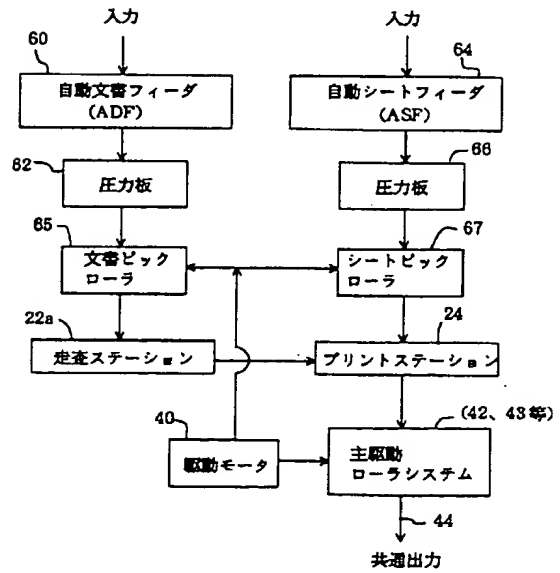 入力
入力
60
64
自動文書フィーダ
(ADF)
自動シートフィーダ
(ASF)
62
66
圧力板
圧力板
65
67
文書ピック
ローラ
シートピック
ローラ
22a
24
走査ステーション
プリントステーション
40
(42、43等)
駆動モータ
主駆動
ローラシステム
44
共通出力